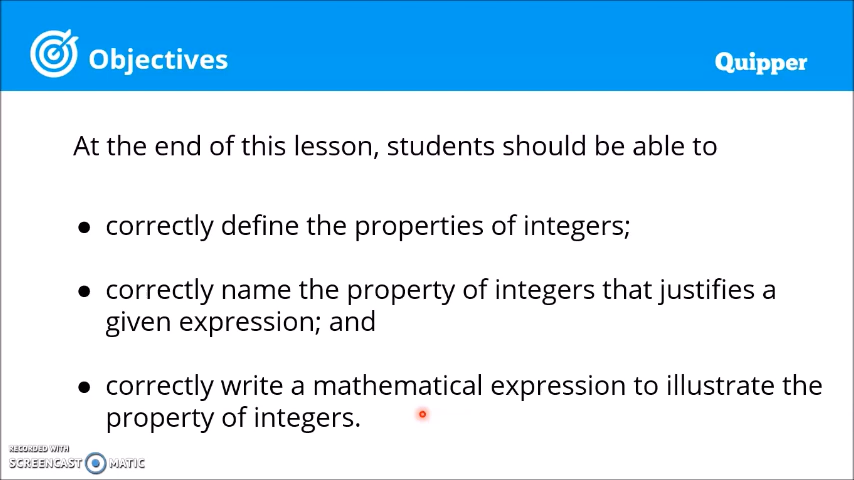 Objectives
Quipper
At the end of this lesson, students should be able to
● correctly define the properties of integers;
● correctly name the property of integers that justifies a
given expression; and
● correctly write a mathematical expression to illustrate the
property of integers.
RECORDED WITH
SCREENCAST MATIC